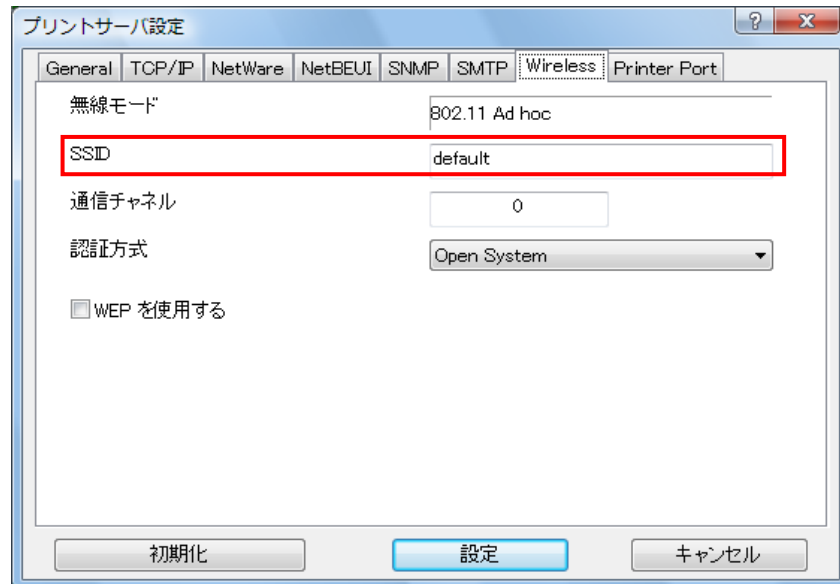 プリントサーバ設定
General TCP/IP NetWare NetBEUI SNMP SMTP Wireless Printer Port
無線モード 802.11 Ad hoc
SSID default
通信チャネル 0
認証方式 Open System
WEP を使用する
初期化 設定 キャンセル